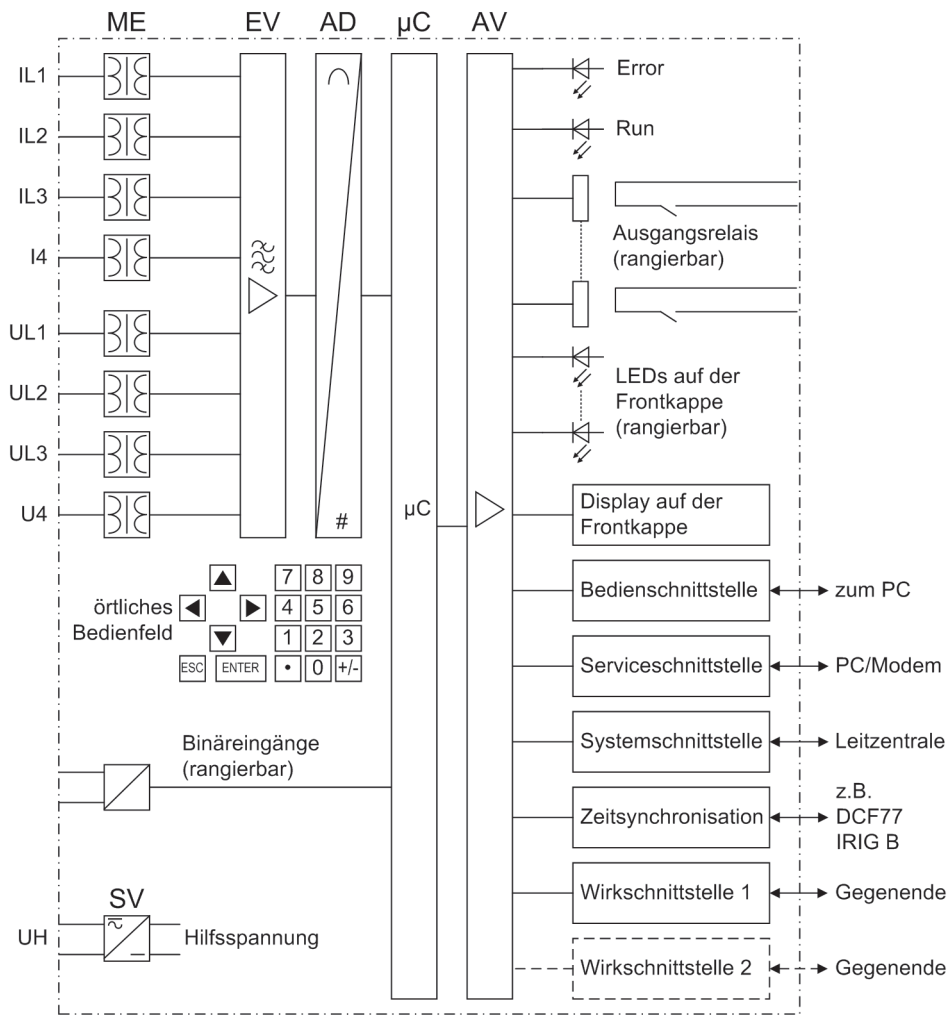 ME EV AD µC AV
IL1
IL2
IL3
I4
UL1
UL2
UL3
U4
#
µC
Error
Run
Ausgangsrelais
(rangierbar)
LEDs auf der
Frontkappe
(rangierbar)
Display auf der
Frontkappe
Bedienschnittstelle zum PC
Serviceschnittstelle PC/Modem
Systemschnittstelle Leitzentrale
Zeitsynchronisation
z.B.
DCF77
IRIG B
Wirkschnittstelle 1 Gegenende
Wirkschnittstelle 2 Gegenende
örtliches
Bedienfeld
7 8 9
4 5 6
1 2 3
ESC ENTER • 0 +/-
Binäreingänge
(rangierbar)
SV
UH
Hilfsspannung